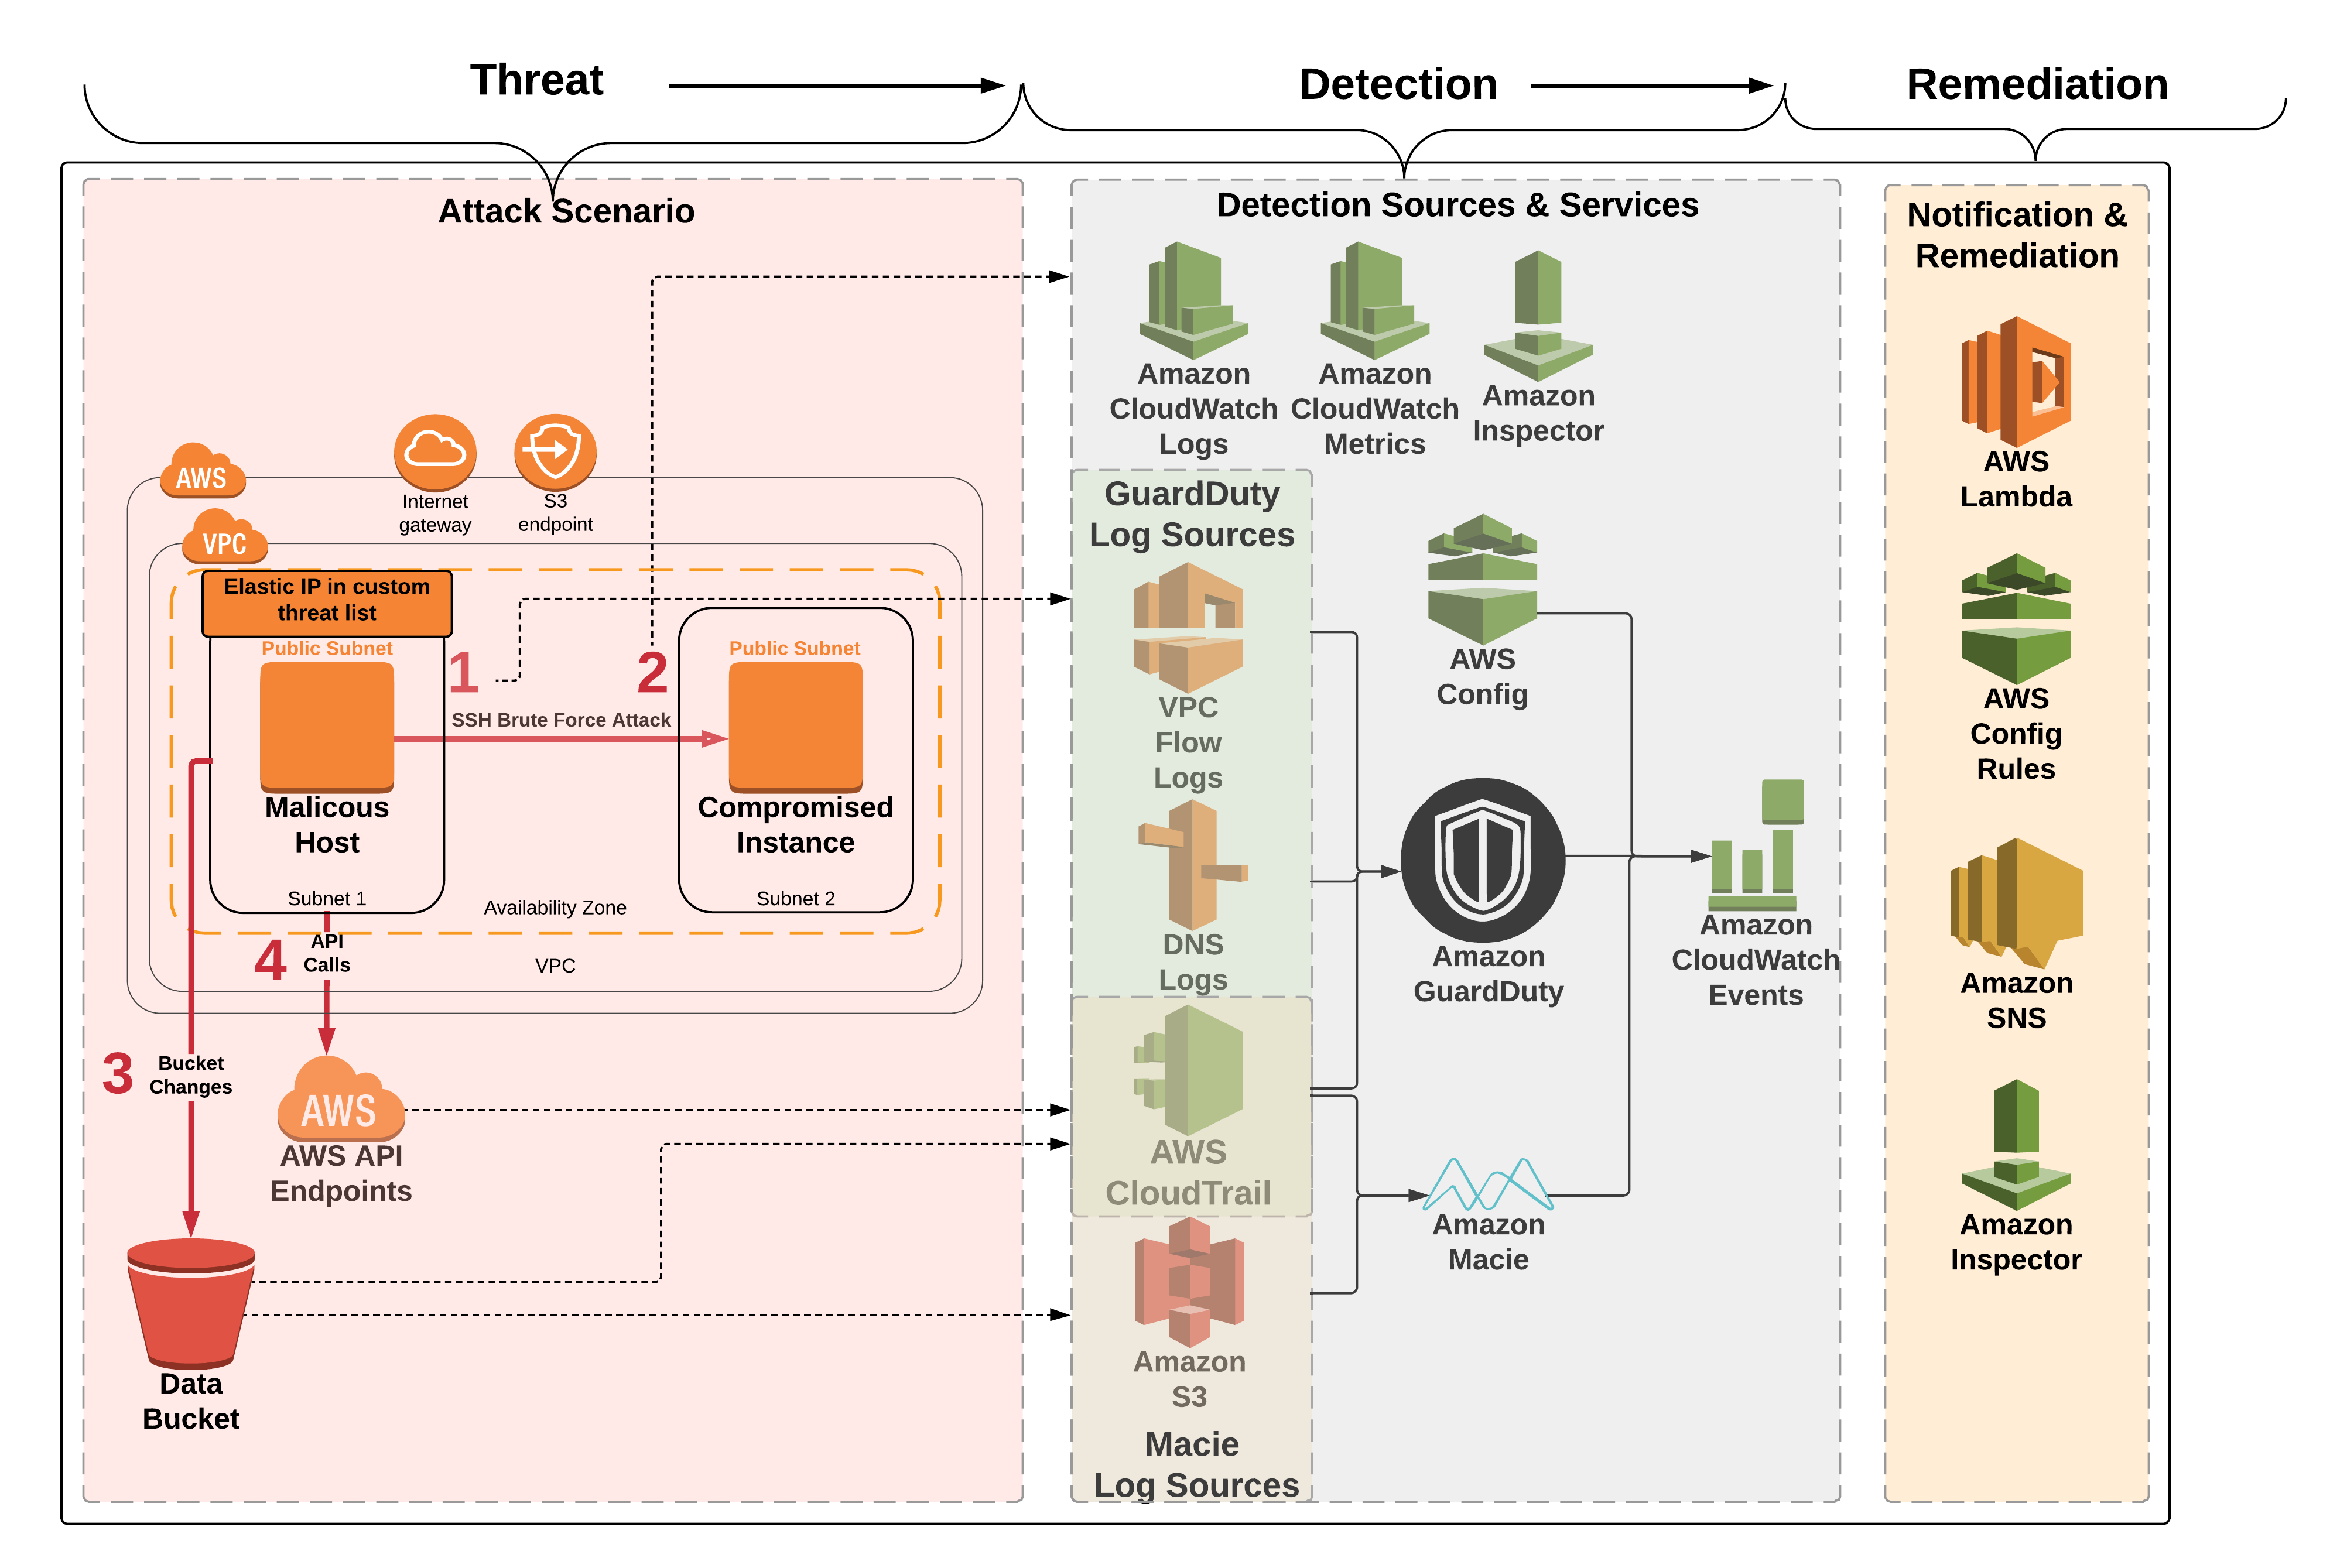 Threat
Detection
Remediation
Attack Scenario
AWS
Internet
gateway
S3
endpoint
VPC
Elastic IP in custom
threat list
Public Subnet
1
2
Public Subnet
SSH Brute Force Attack
Malicous
Host
Compromised
Instance
Subnet 1
Availability Zone
Subnet 2
4
API
Calls
VPC
3
Bucket
Changes
AWS
AWS API
Endpoints
Data
Bucket
Detection Sources & Services
Amazon
CloudWatch
Logs
Amazon
CloudWatch
Metrics
Amazon
Inspector
GuardDuty
Log Sources
VPC
Flow
Logs
DNS
Logs
AWS
CloudTrail
Amazon
S3
Macie
Log Sources
AWS
Config
Amazon
GuardDuty
Amazon
Macie
Amazon
CloudWatch
Events
Notification &
Remediation
AWS
Lambda
AWS
Config
Rules
Amazon
SNS
Amazon
Inspector